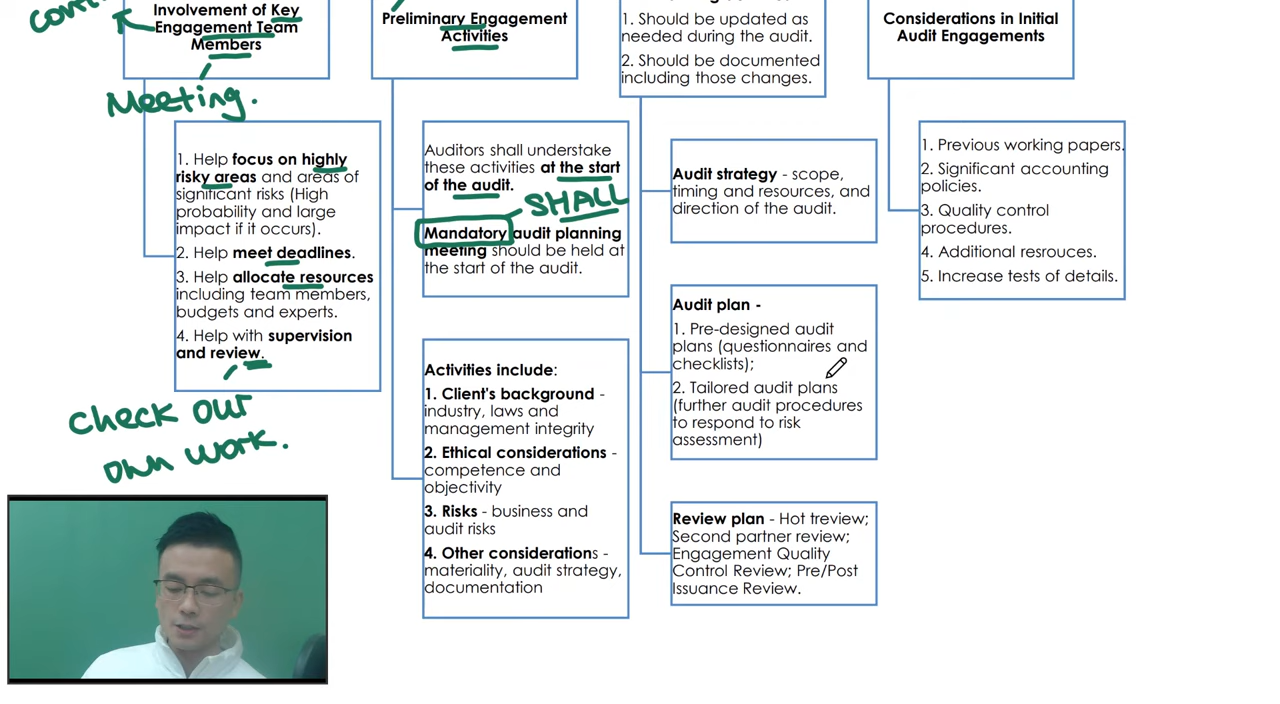 Involvement of Key
Engagement Team
Members
Meeting.
1. Help focus on highly
risky areas and areas of
significant risks (High
probability and large
impact if it occurs).
2. Help meet deadlines.
3. Help allocate resources
including team members,
budgets and experts.
4. Help with supervision
and review.
check our
own work.
Preliminary Engagement
Activities
Auditors shall understake
these activities at the start
of the audit.
SHALL
Mandatory audit planning
meeting should be held at
the start of the audit.
Activities include:
1. Client's background -
industry, laws and
management integrity
2. Ethical considerations -
competence and
objectivity
3. Risks - business and
audit risks
4. Other considerations -
materiality, audit strategy,
documentation
1. Should be updated as
needed during the audit.
2. Should be documented
including those changes.
Audit strategy - scope,
timing and resources, and
direction of the audit.
Audit plan -
1. Pre-designed audit
plans (questionnaires and
checklists);
2. Tailored audit plans
(further audit procedures
to respond to risk
assessment)
Review plan - Hot treview;
Second partner review;
Engagement Quality
Control Review; Pre/Post
Issuance Review.
Considerations in Initial
Audit Engagements
1. Previous working papers.
2. Significant accounting
policies.
3. Quality control
procedures.
4. Additional resrouces.
5. Increase tests of details.